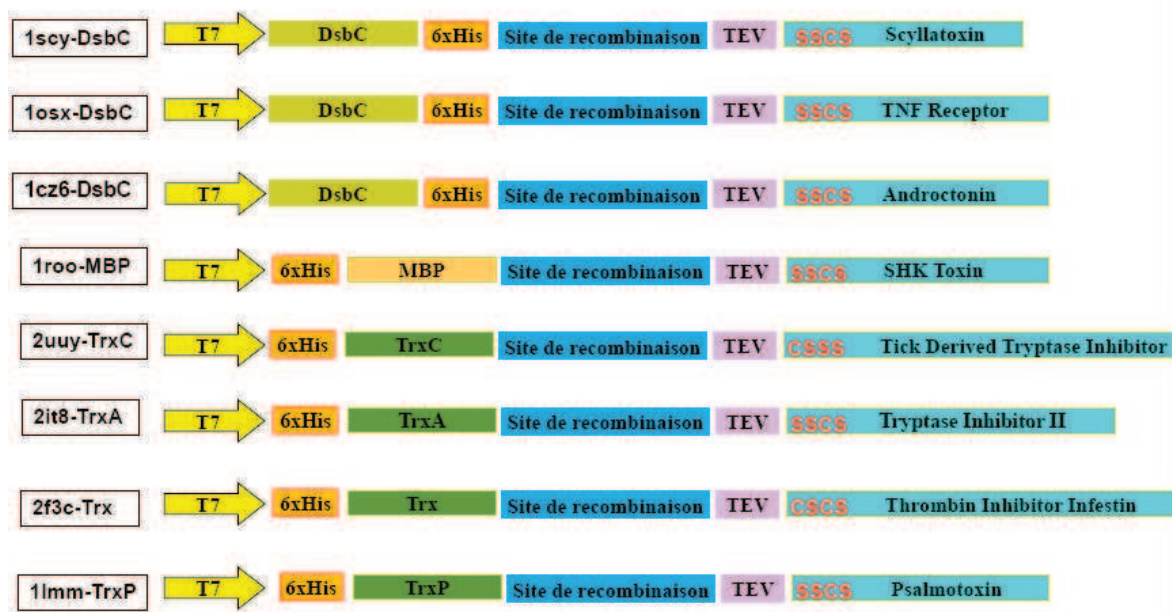 1scy-DsbC T7 DsbC 6xHis Site de recombinaison TEV SSCS Scyllatoxin
1osx-DsbC T7 DsbC 6xHis Site de recombinaison TEV SSCS TNF Receptor
1cz6-DsbC T7 DsbC 6xHis Site de recombinaison TEV SSCS Androctonin
1roo-MBP T7 6xHis MBP Site de recombinaison TEV SSCS SHK Toxin
2uuy-TrxC T7 6xHis TrxC Site de recombinaison TEV CSSS Tick Derived Tryptase Inhibitor
2it8-TrxA T7 6xHis TrxA Site de recombinaison TEV SSCS Tryptase Inhibitor II
2f3c-Trx T7 6xHis Trx Site de recombinaison TEV CSCS Thrombin Inhibitor Infestin
1lmm-TrxP T7 6xHis TrxP Site de recombinaison TEV SSCS Psalmotoxin